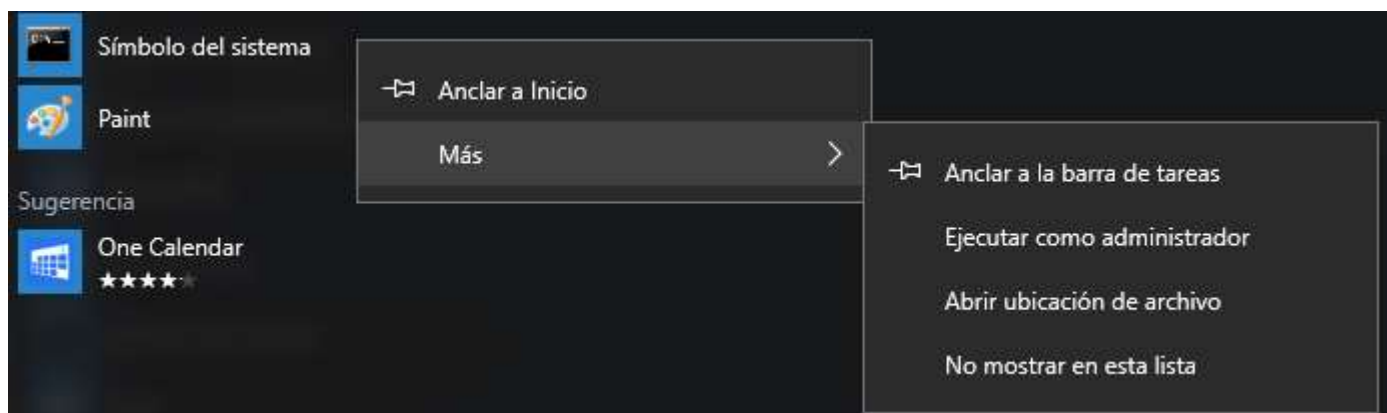 Símbolo del sistema
Anclar a Inicio
Paint
Más
Anclar a la barra de tareas
Sugerencia
Ejecutar como administrador
One Calendar
Abrir ubicación de archivo
No mostrar en esta lista